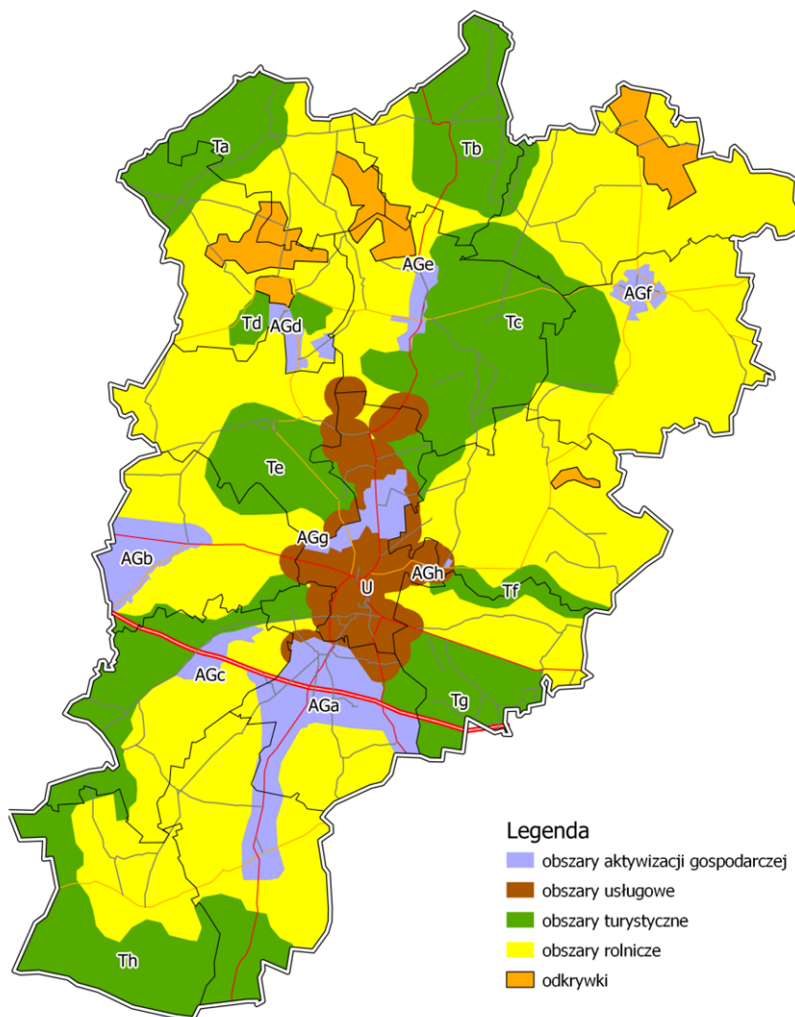 Ta
Tb
AGe
AGf
Td
AGd
Tc
Te
AGg
AGb
AGh
U
Tf
AGc
AGa
Tg
Th
Legenda
obszary aktywizacji gospodarczej
obszary usługowe
obszary turystyczne
obszary rolnicze
odkrywki